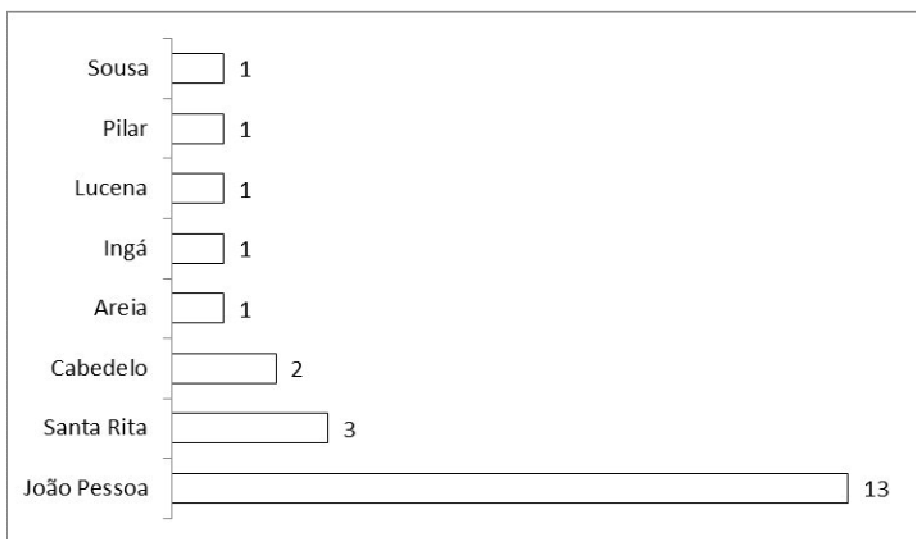 Sousa 1
Pilar 1
Lucena 1
Ingá 1
Areia 1
Cabedelo 2
Santa Rita 3
João Pessoa 13